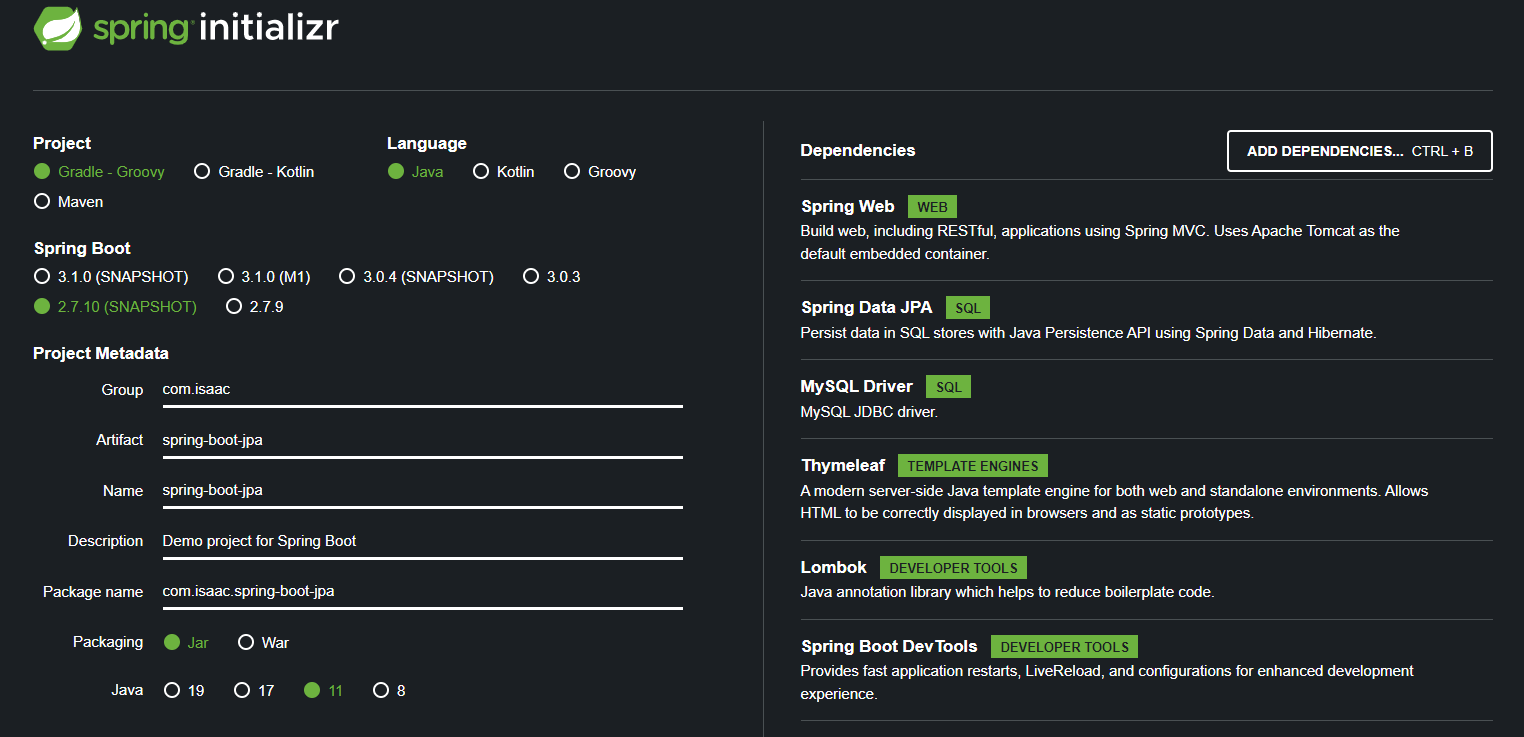 spring initializr
Project
Gradle - Groovy Gradle - Kotlin
Maven
Language
Java Kotlin Groovy
Spring Boot
3.1.0 (SNAPSHOT) 3.1.0 (M1) 3.0.4 (SNAPSHOT) 3.0.3
2.7.10 (SNAPSHOT) 2.7.9
Project Metadata
Group com.isaac
Artifact spring-boot-jpa
Name spring-boot-jpa
Description Demo project for Spring Boot
Package name com.isaac.spring-boot-jpa
Packaging Jar War
Java 19 17 11 8
Dependencies ADD DEPENDENCIES... CTRL + B
Spring Web WEB
Build web, including RESTful, applications using Spring MVC. Uses Apache Tomcat as the
default embedded container.
Spring Data JPA SQL
Persist data in SQL stores with Java Persistence API using Spring Data and Hibernate.
MySQL Driver SQL
MySQL JDBC driver.
Thymeleaf TEMPLATE ENGINES
A modern server-side Java template engine for both web and standalone environments. Allows
HTML to be correctly displayed in browsers and as static prototypes.
Lombok DEVELOPER TOOLS
Java annotation library which helps to reduce boilerplate code.
Spring Boot DevTools DEVELOPER TOOLS
Provides fast application restarts, LiveReload, and configurations for enhanced development
experience.